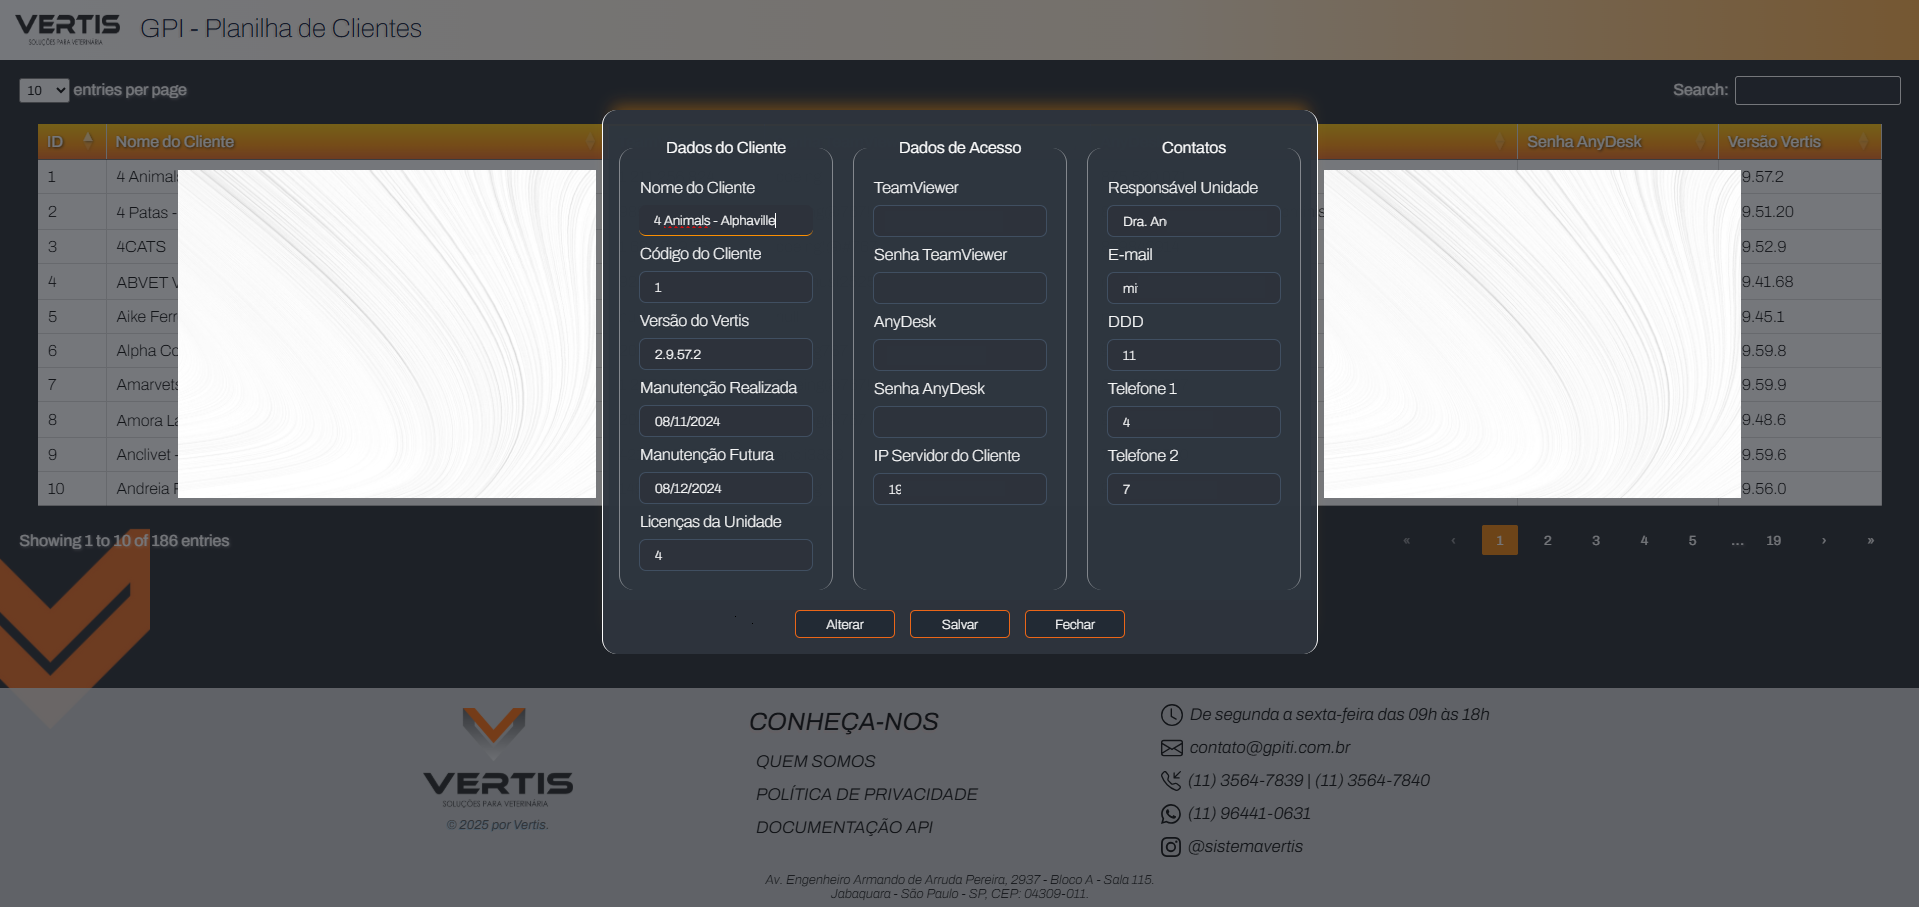 VERTIS
SOLUÇÕES PARA VETERINÁRIA
GPI - Planilha de Clientes
10 entries per page
Search:
ID Nome do Cliente Senha AnyDesk Versão Vertis
1 4 Animals 9.57.2
2 4 Patas - 9.51.20
3 4CATS 9.52.9
4 ABVET 9.41.68
5 Aike Ferr 9.45.1
6 Alpha Co 9.59.8
7 Amarvets 9.59.9
8 Amora La 9.48.6
9 Anclivet - 9.59.6
10 Andreia 9.56.0
Showing 1 to 10 of 186 entries
« ‹ 1 2 3 4 5 ... 19 › »
Dados do Cliente
Nome do Cliente
4 Animals - Alphaville
Código do Cliente
1
Versão do Vertis
2.9.57.2
Manutenção Realizada
08/11/2024
Manutenção Futura
08/12/2024
Licenças da Unidade
4
Dados de Acesso
TeamViewer
Senha TeamViewer
AnyDesk
Senha AnyDesk
IP Servidor do Cliente
19
Contatos
Responsável Unidade
Dra. An
E-mail
mi
DDD
11
Telefone 1
4
Telefone 2
7
Alterar Salvar Fechar
VERTIS
SOLUÇÕES PARA VETERINÁRIA
© 2025 por Vertis.
CONHEÇA-NOS
QUEM SOMOS
POLÍTICA DE PRIVACIDADE
DOCUMENTAÇÃO API
De segunda a sexta-feira das 09h às 18h
contato@gpiti.com.br
(11) 3564-7839 | (11) 3564-7840
(11) 96441-0631
@sistemavertis
Av. Engenheiro Armando de Arruda Pereira, 2937 - Bloco A - Sala 115.
Jabaquara - São Paulo - SP, CEP: 04309-011.